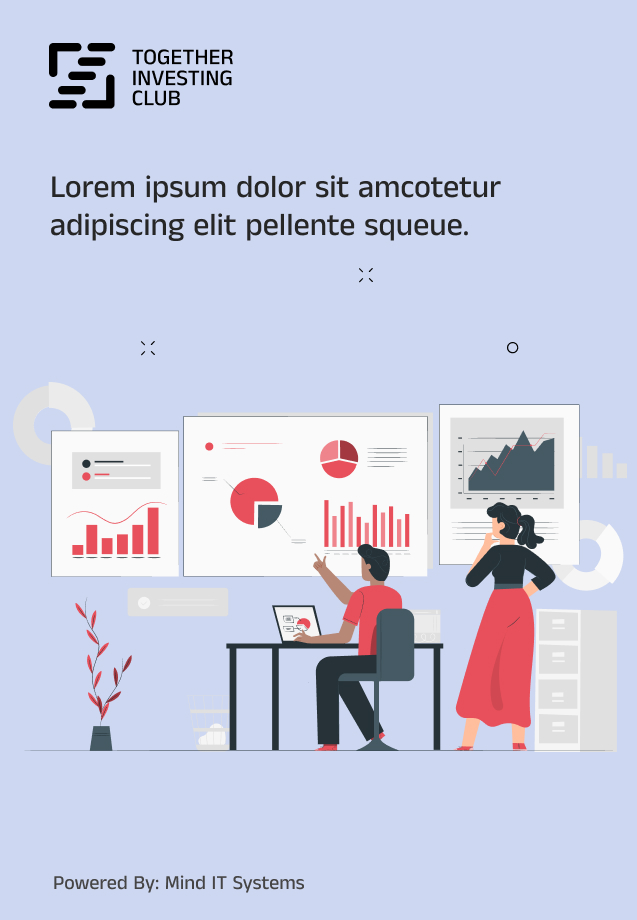 TOGETHER
INVESTING
CLUB
Lorem ipsum dolor sit amcotetur
adipiscing elit pellente squeue.
Powered By: Mind IT Systems